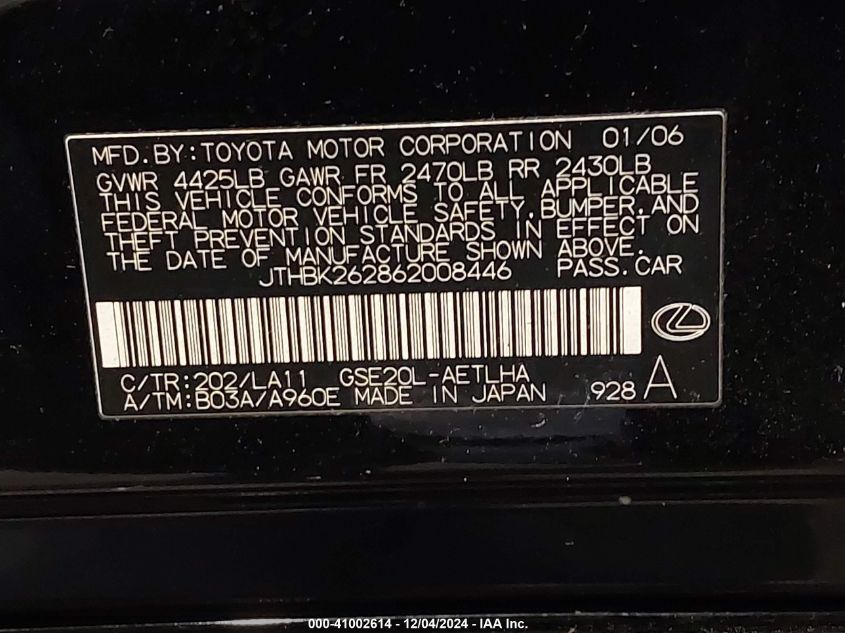 MFD.BY:TOYOTA MOTOR CORPORATION 01/06
GVWR 4425LB GAWR FR 2470LB RR 2430LB
THIS VEHICLE CONFORMS TO ALL APPLICABLE
FEDERAL MOTOR VEHICLE SAFETY,BUMPER,AND
THEFT PREVENTION STANDARDS IN EFFECT ON
THE DATE OF MANUFACTURE SHOWN ABOVE.
JTHBK262862008446 PASS.CAR
C/TR:202/LA11 GSE20L-AETLHA
A/TM:B03A/A960E MADE IN JAPAN 928 A
000-41002614 - 12/04/2024 - IAA Inc.